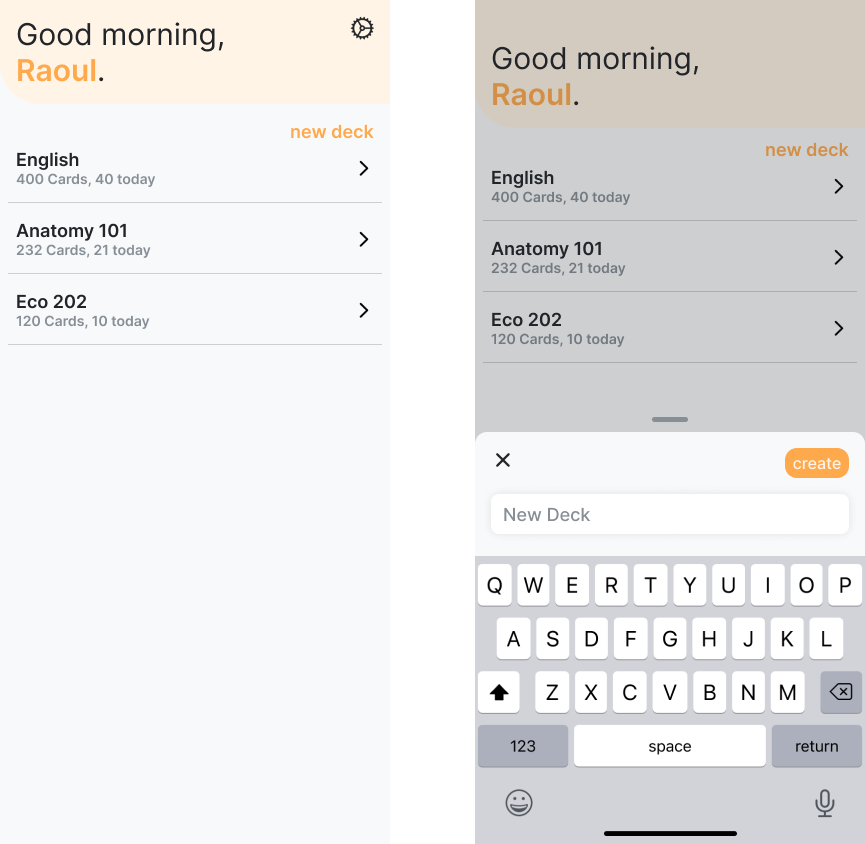 Good morning,
Raoul.
new deck
English
400 Cards, 40 today
Anatomy 101
232 Cards, 21 today
Eco 202
120 Cards, 10 today
Good morning,
Raoul.
new deck
English
400 Cards, 40 today
Anatomy 101
232 Cards, 21 today
Eco 202
120 Cards, 10 today
create
New Deck
Q W E R T Y U I O P
A S D F G H J K L
Z X C V B N M
123 space return